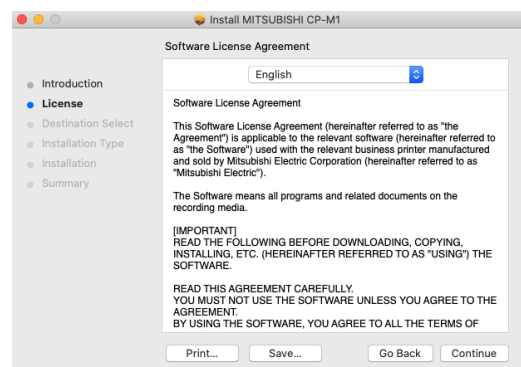 Install MITSUBISHI CP-M1
Software License Agreement
Introduction
License
Destination Select
Installation Type
Installation
Summary
English
Software License Agreement
This Software License Agreement (hereinafter referred to as "the
Agreement") is applicable to the relevant software (hereinafter referred to
as "the Software") used with the relevant business printer manufactured
and sold by Mitsubishi Electric Corporation (hereinafter referred to as
"Mitsubishi Electric").
The Software means all programs and related documents on the
recording media.
[IMPORTANT]
READ THE FOLLOWING BEFORE DOWNLOADING, COPYING,
INSTALLING, ETC. (HEREINAFTER REFERRED TO AS "USING") THE
SOFTWARE.
READ THIS AGREEMENT CAREFULLY.
YOU MUST NOT USE THE SOFTWARE UNLESS YOU AGREE TO THE
AGREEMENT.
BY USING THE SOFTWARE, YOU AGREE TO ALL THE TERMS OF
Print...
Save...
Go Back
Continue